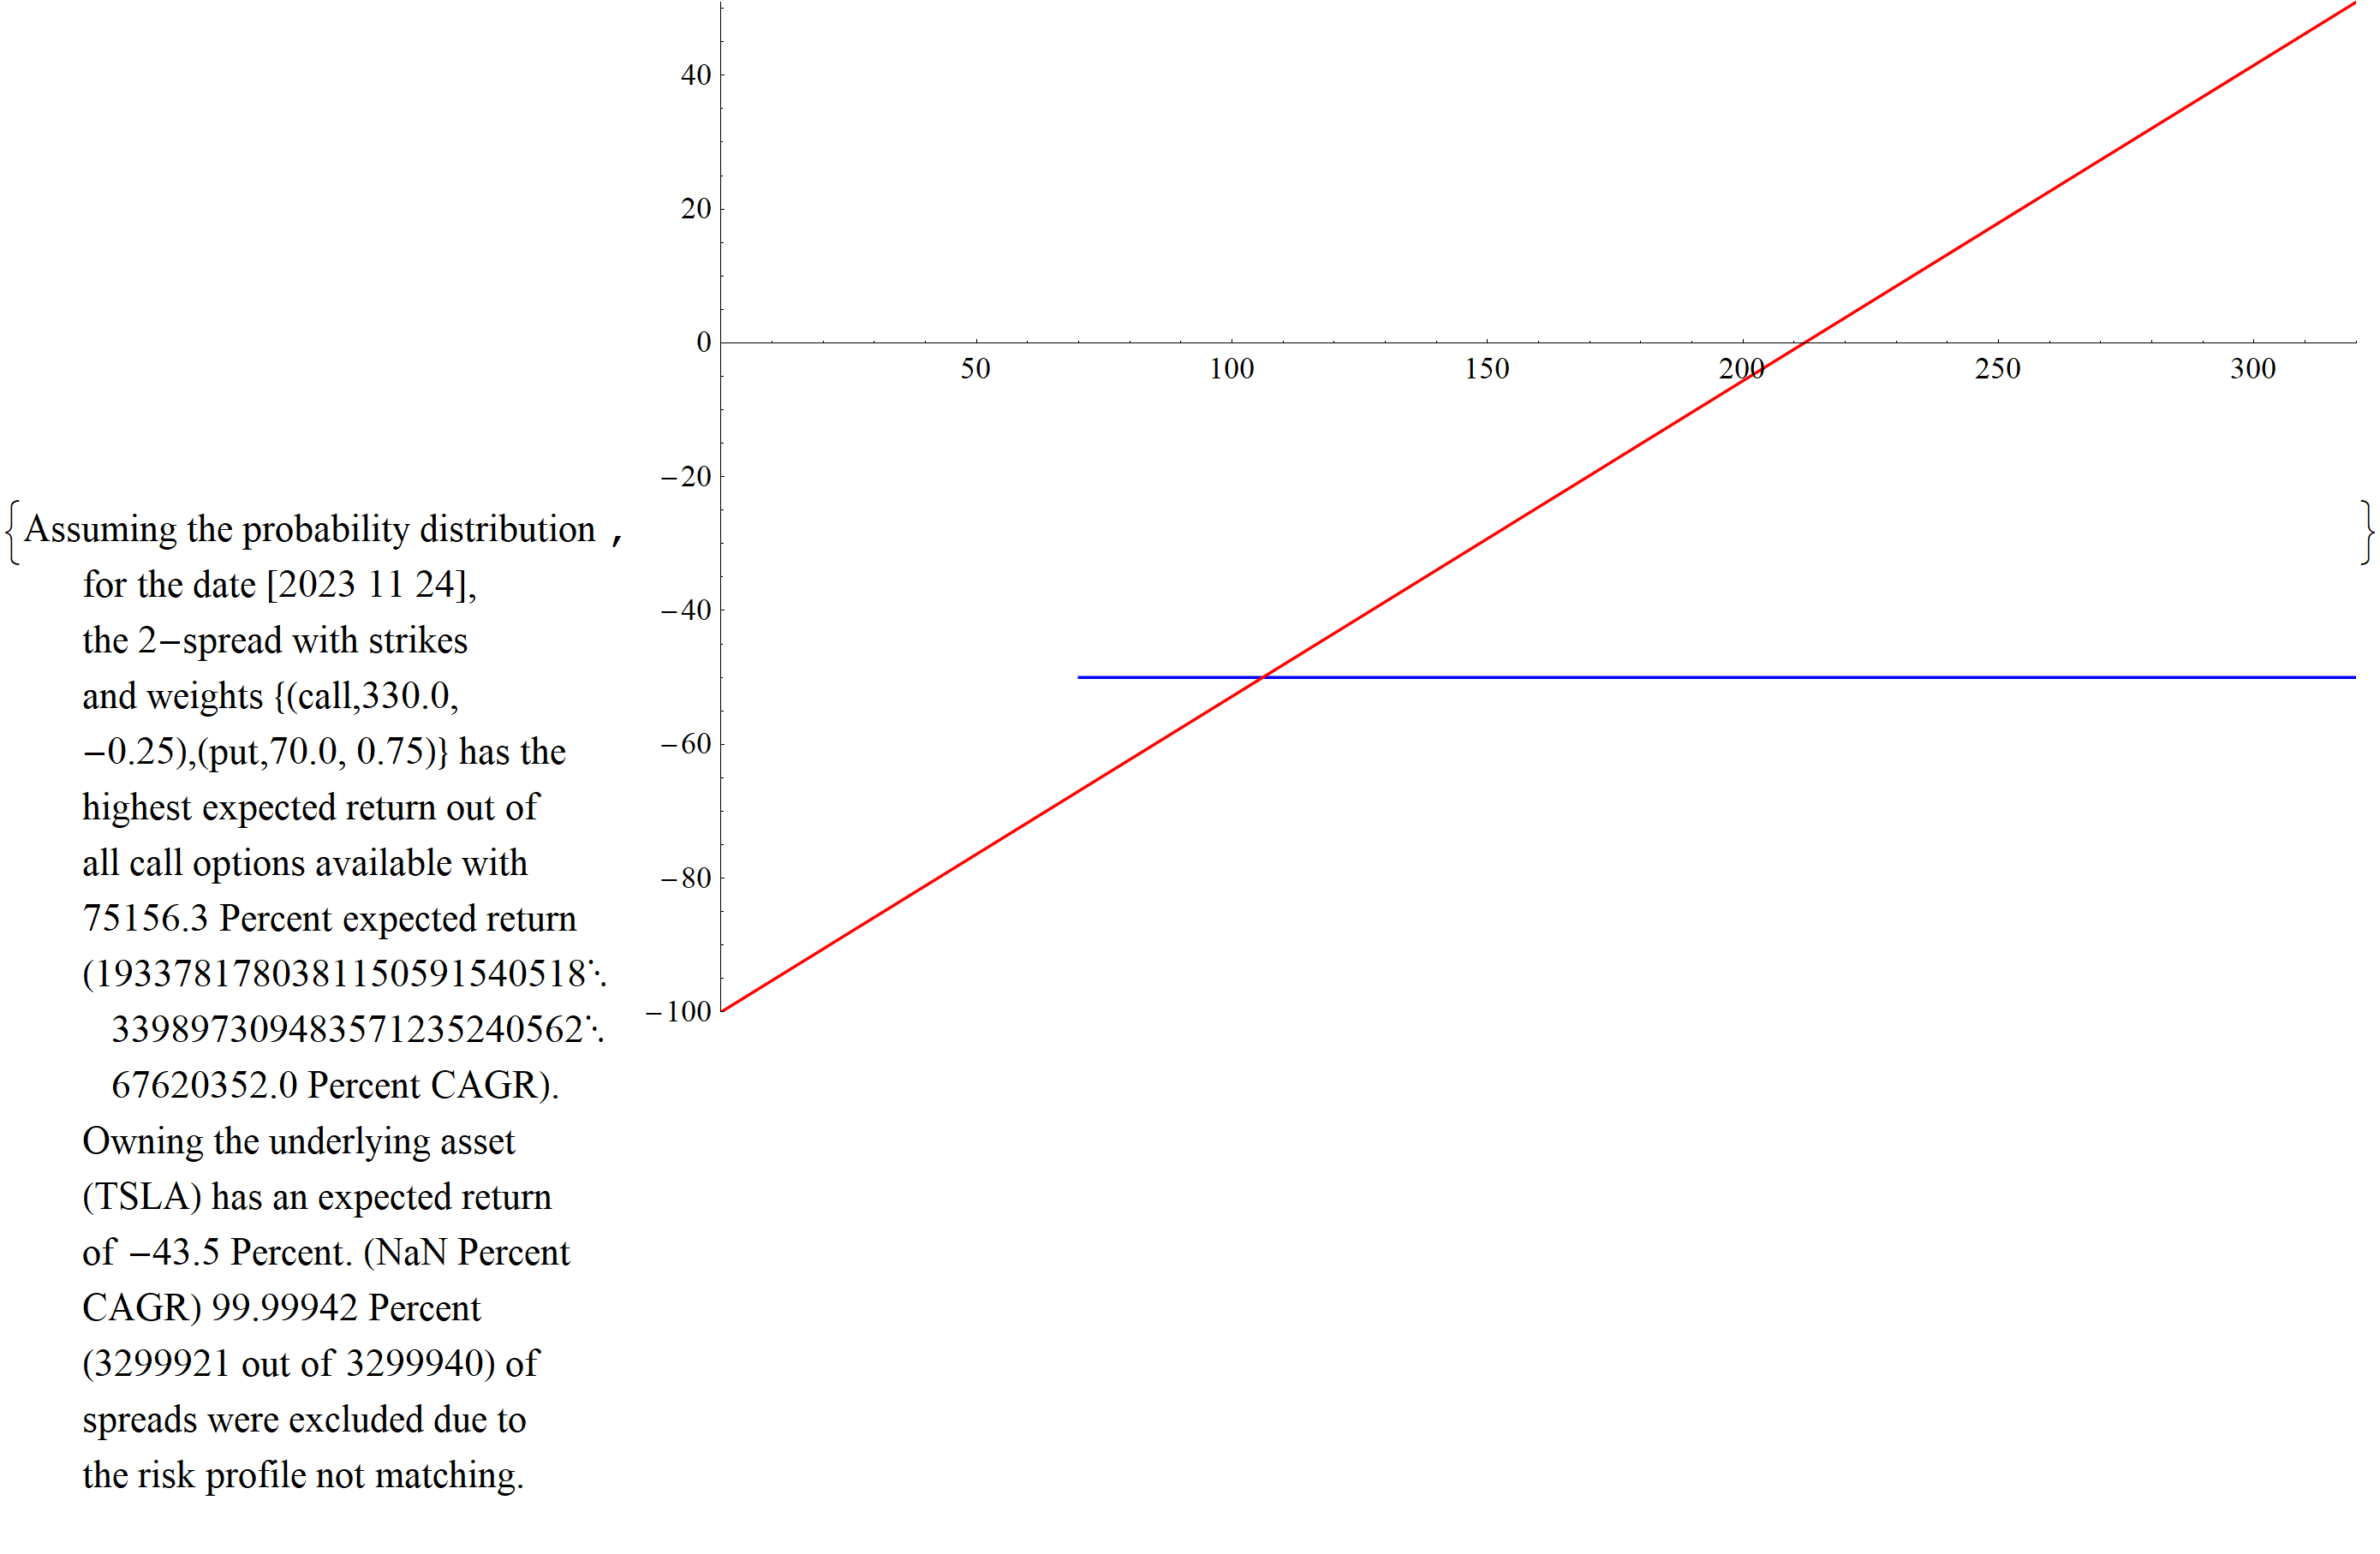 40
20
0
50 100 150 200 250 300
−20
−40
−60
−80
−100
{Assuming the probability distribution ,
for the date [2023 11 24],
the 2−spread with strikes
and weights {(call,330.0,
−0.25),(put,70.0, 0.75)} has the
highest expected return out of
all call options available with
75156.3 Percent expected return
(1933781780381150591540518⋱
339897309483571235240562⋱
67620352.0 Percent CAGR).
Owning the underlying asset
(TSLA) has an expected return
of −43.5 Percent. (NaN Percent
CAGR) 99.99942 Percent
(3299921 out of 3299940) of
spreads were excluded due to
the risk profile not matching.
}